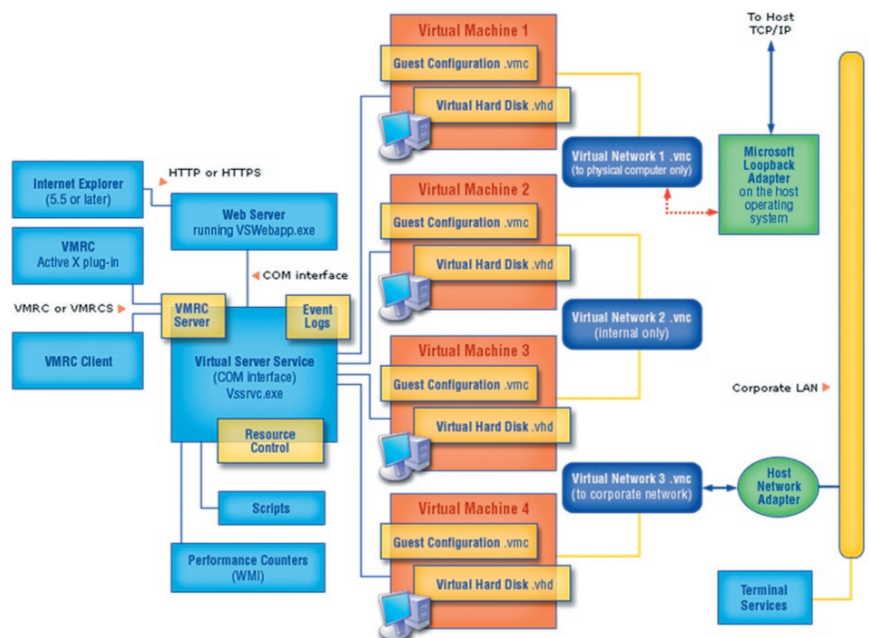 Virtual Machine 1
Guest Configuration .vmc
Virtual Hard Disk .vhd
To Host
TCP/IP
Virtual Network 1 .vnc
(to physical computer only)
Microsoft
Loopback
Adapter
on the host
operating
system
HTTP or HTTPS
Internet Explorer
(5.5 or later)
Web Server
running VSWebapp.exe
VMRC
Active X plug-in
COM interface
VMRC or VMRCS
VMRC
Server
Event
Logs
VMRC Client
Virtual Server Service
(COM interface)
Vssrvc.exe
Resource
Control
Scripts
Performance Counters
(WMI)
Virtual Machine 2
Guest Configuration .vmc
Virtual Hard Disk .vhd
Virtual Network 2 .vnc
(internal only)
Virtual Machine 3
Guest Configuration .vmc
Virtual Hard Disk .vhd
Corporate LAN
Virtual Network 3 .vnc
(to corporate network)
Host
Network
Adapter
Virtual Machine 4
Guest Configuration .vmc
Virtual Hard Disk .vhd
Terminal
Services